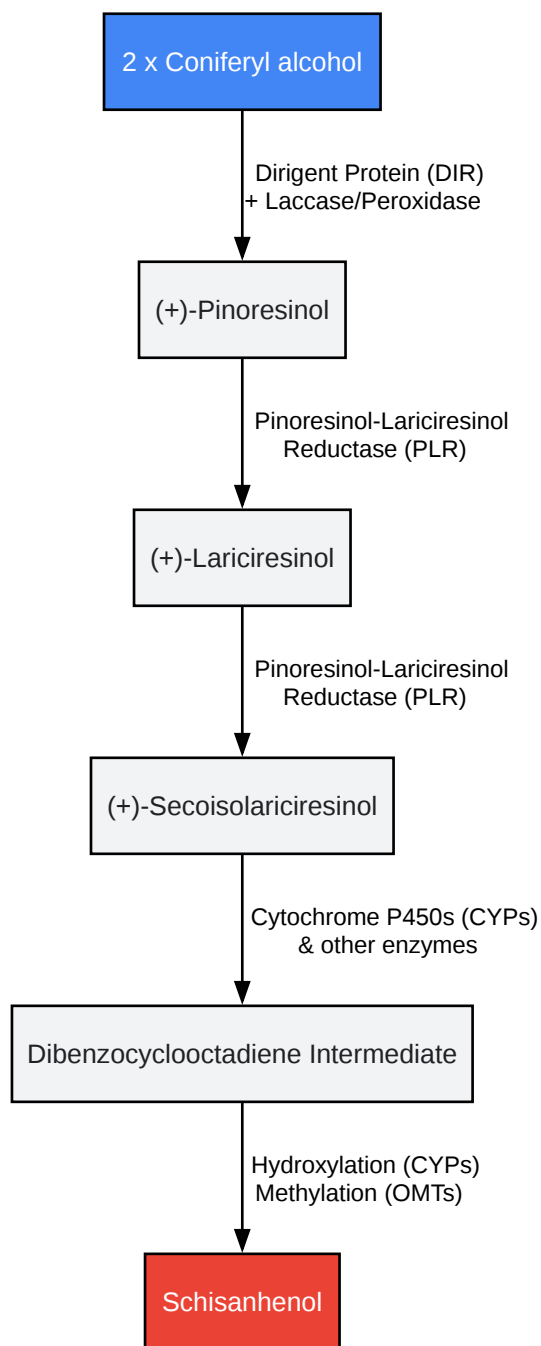 2 x Coniferyl alcohol
Dirigent Protein (DIR)
+ Laccase/Peroxidase
(+)-Pinoresinol
Pinoresinol-Lariciresinol
Reductase (PLR)
(+)-Lariciresinol
Pinoresinol-Lariciresinol
Reductase (PLR)
(+)-Secoisolariciresinol
Cytochrome P450s (CYPs)
& other enzymes
Dibenzocyclooctadiene Intermediate
Hydroxylation (CYPs)
Methylation (OMTs)
Schisanhenol